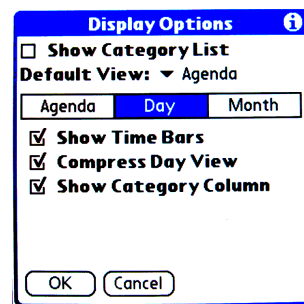 Display Options
Show Category List
Default View: Agenda
Agenda Day Month
Show Time Bars
Compress Day View
Show Category Column
OK Cancel